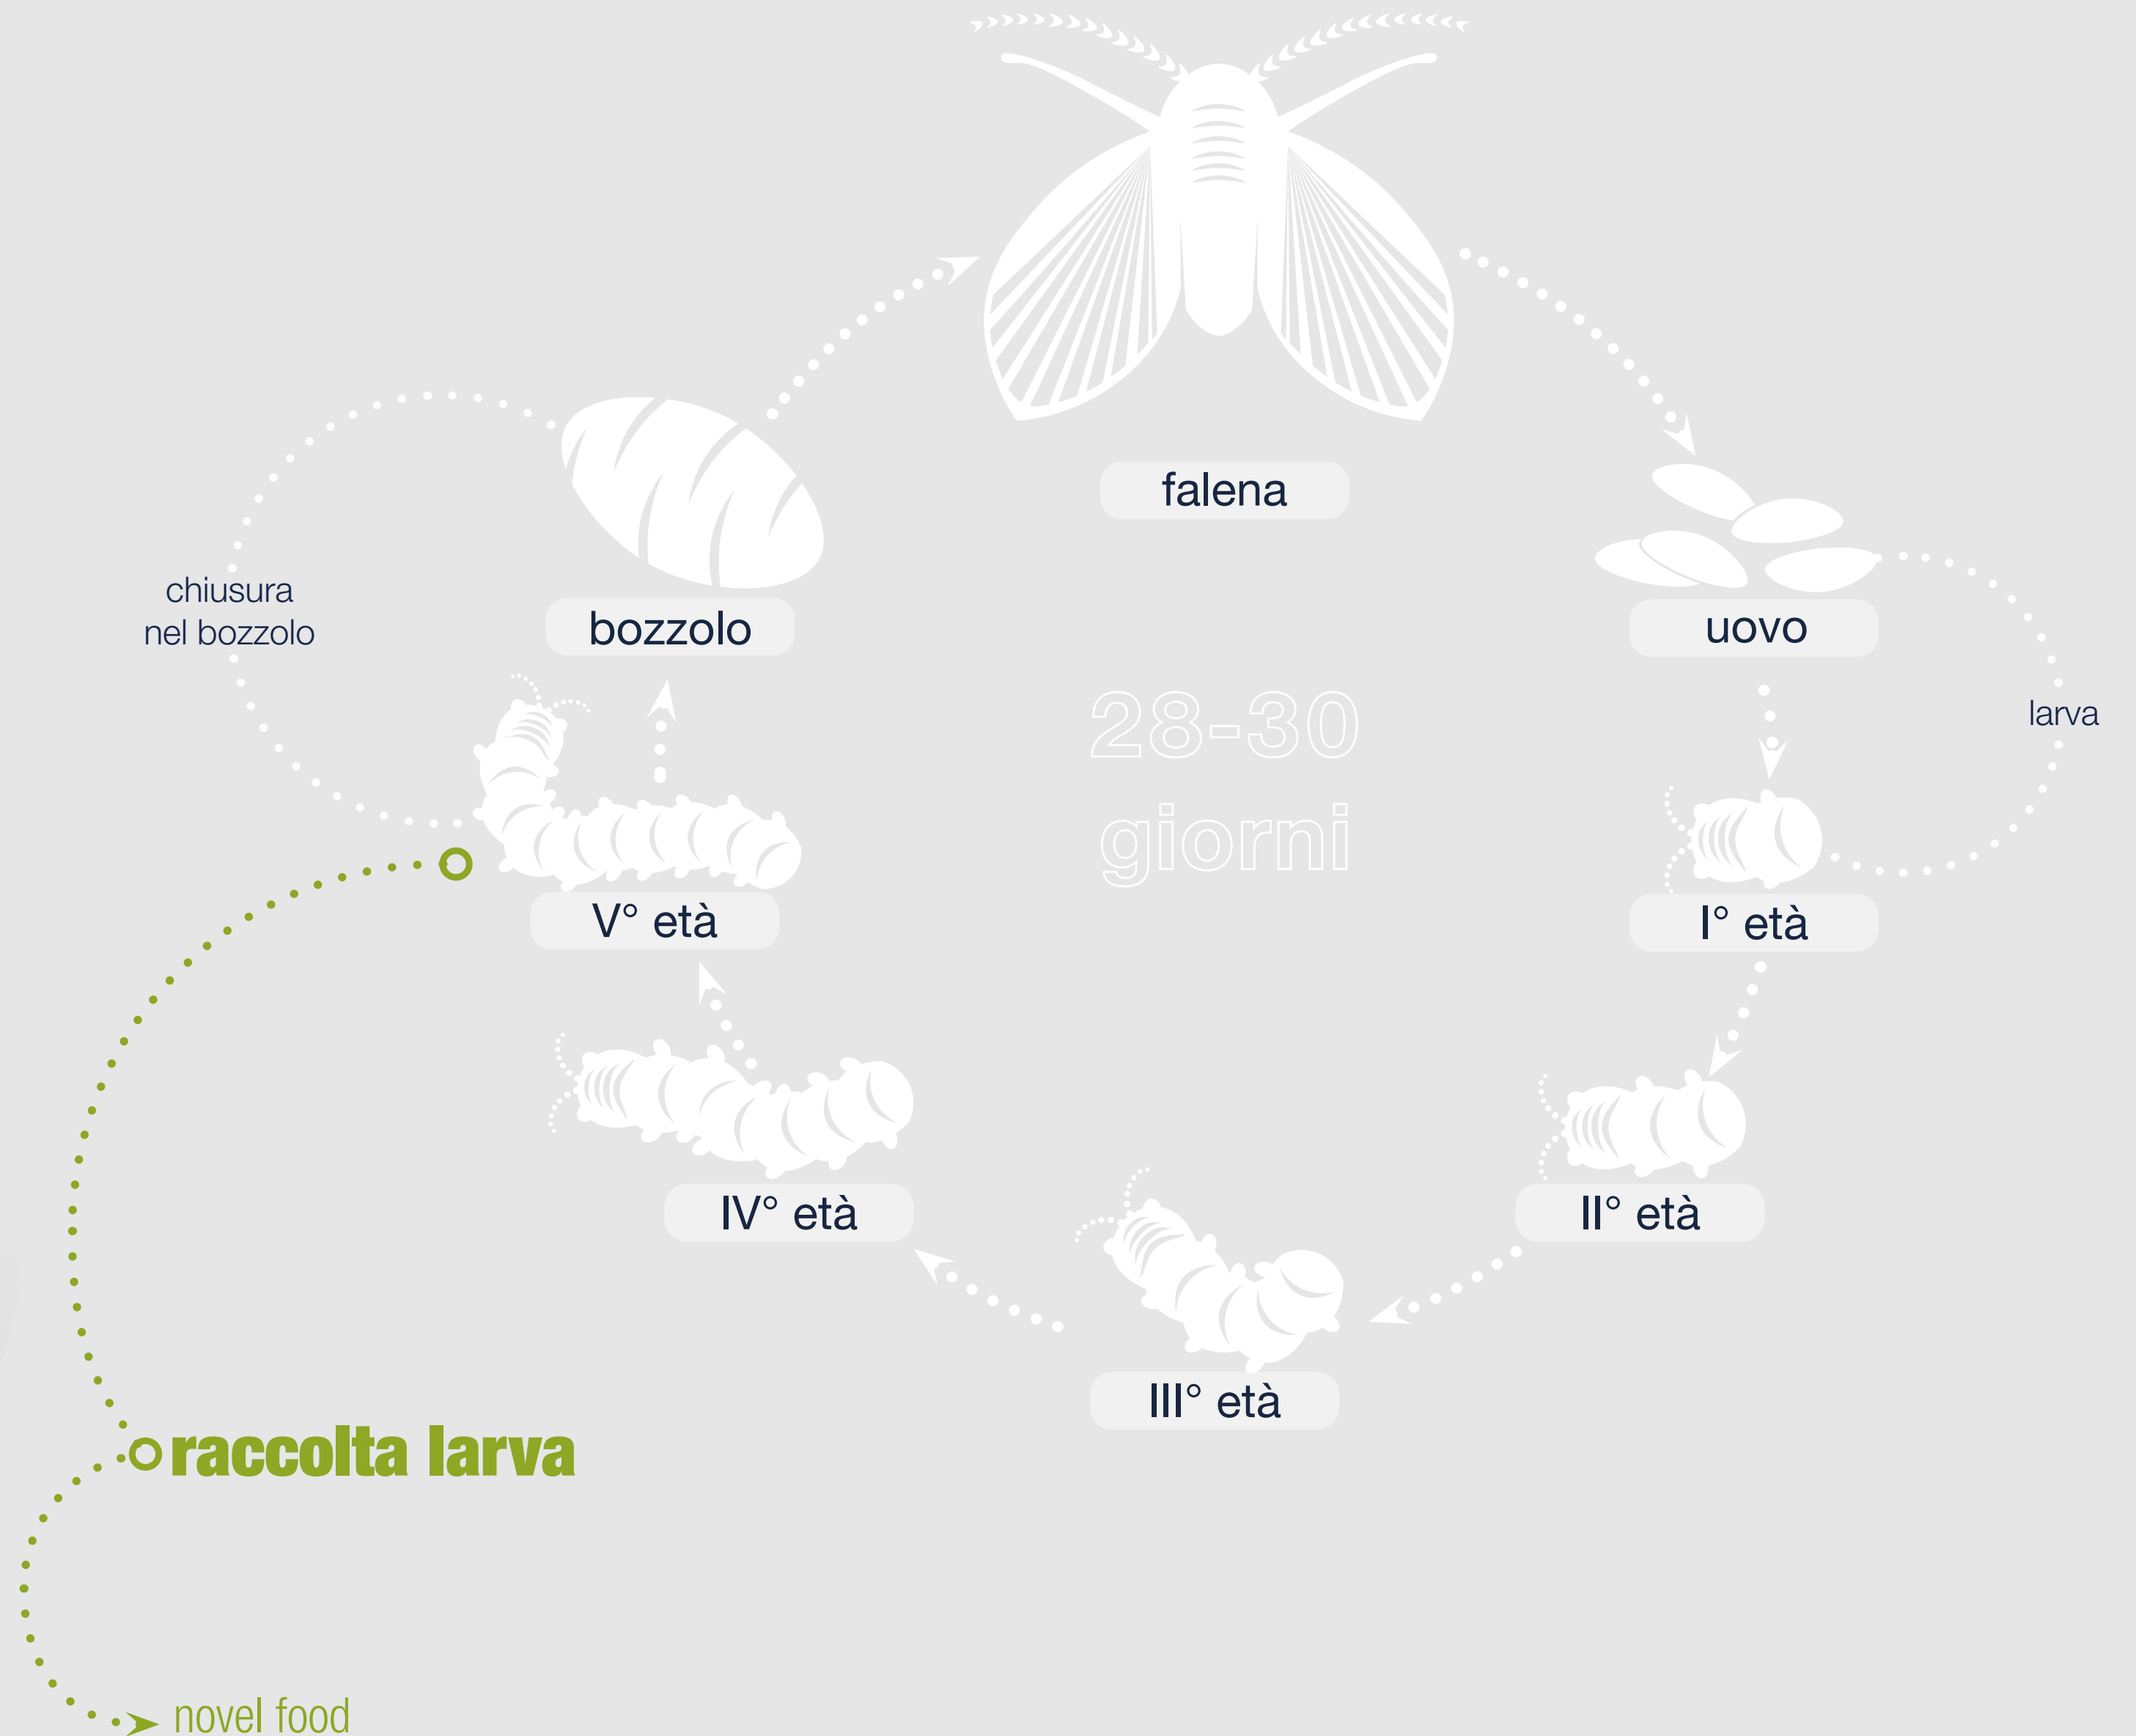 falena
chiusura
nel bozzolo
bozzolo
uovo
28-30
giorni
larva
V° età
I° età
IV° età
II° età
III° età
raccolta larva
novel food